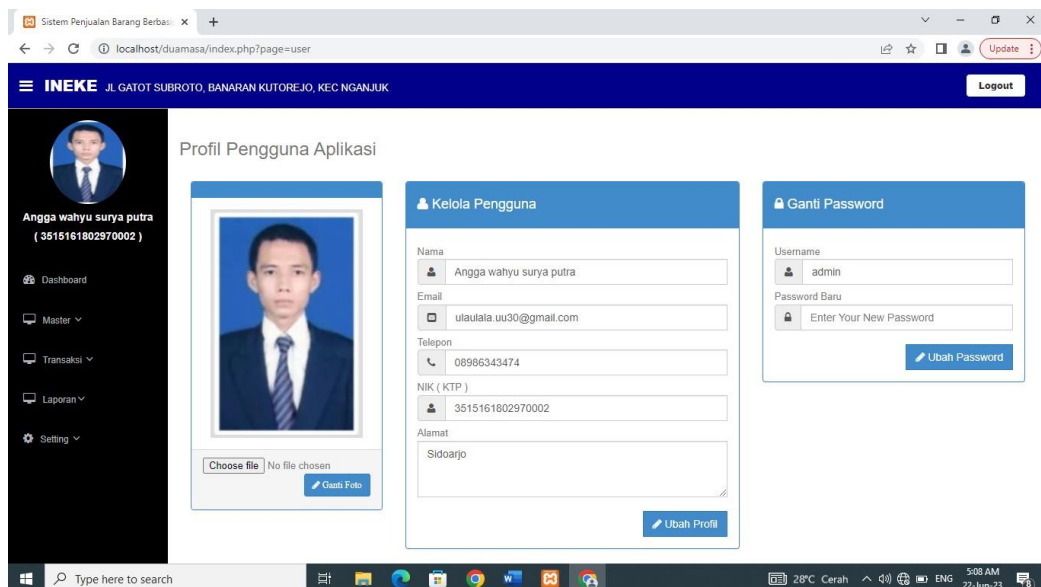 Sistem Penjualan Barang Berbasi
localhost/duamasa/index.php?page=user
Update
INEKE JL GATOT SUBROTO, BANARAN KUTOREJO, KEC NGANJUK
Logout
Angga wahyu surya putra
( 3515161802970002 )
Dashboard
Master
Transaksi
Laporan
Setting
Profil Pengguna Aplikasi
Choose file No file chosen
Ganti Foto
Kelola Pengguna
Nama
Angga wahyu surya putra
Email
ulaulala.uu30@gmail.com
Telepon
08986343474
NIK ( KTP )
3515161802970002
Alamat
Sidoarjo
Ubah Profil
Ganti Password
Username
admin
Password Baru
Enter Your New Password
Ubah Password
Type here to search
28°C Cerah
ENG
5:08 AM
22-Jun-23
8